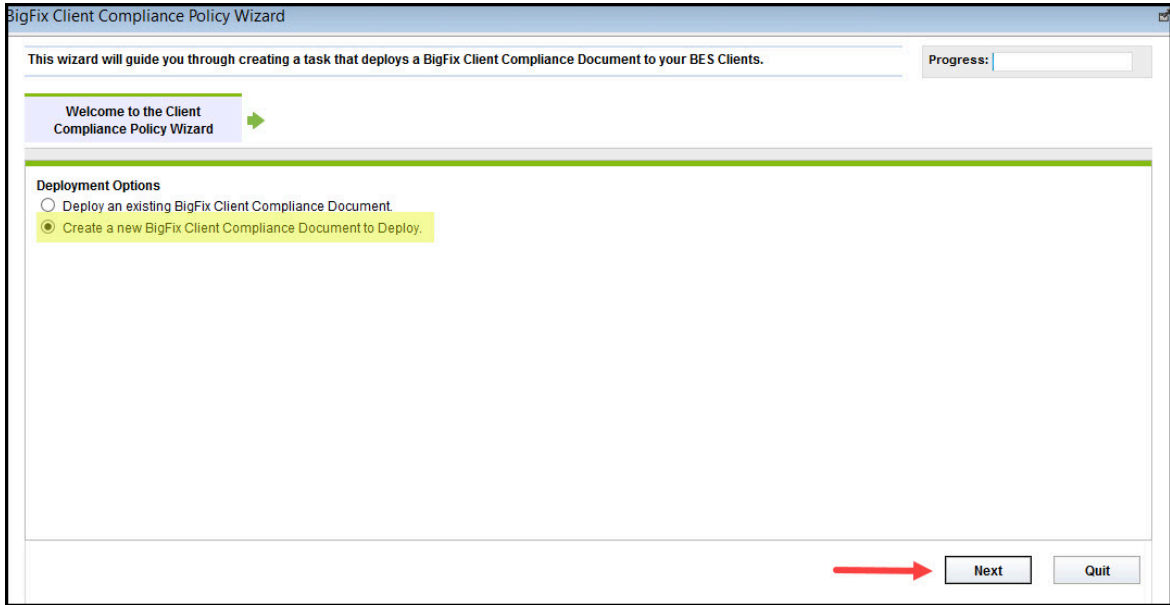 BigFix Client Compliance Policy Wizard
This wizard will guide you through creating a task that deploys a BigFix Client Compliance Document to your BES Clients.
Progress:
Welcome to the Client
Compliance Policy Wizard
Deployment Options
Deploy an existing BigFix Client Compliance Document.
Create a new BigFix Client Compliance Document to Deploy.
Next
Quit